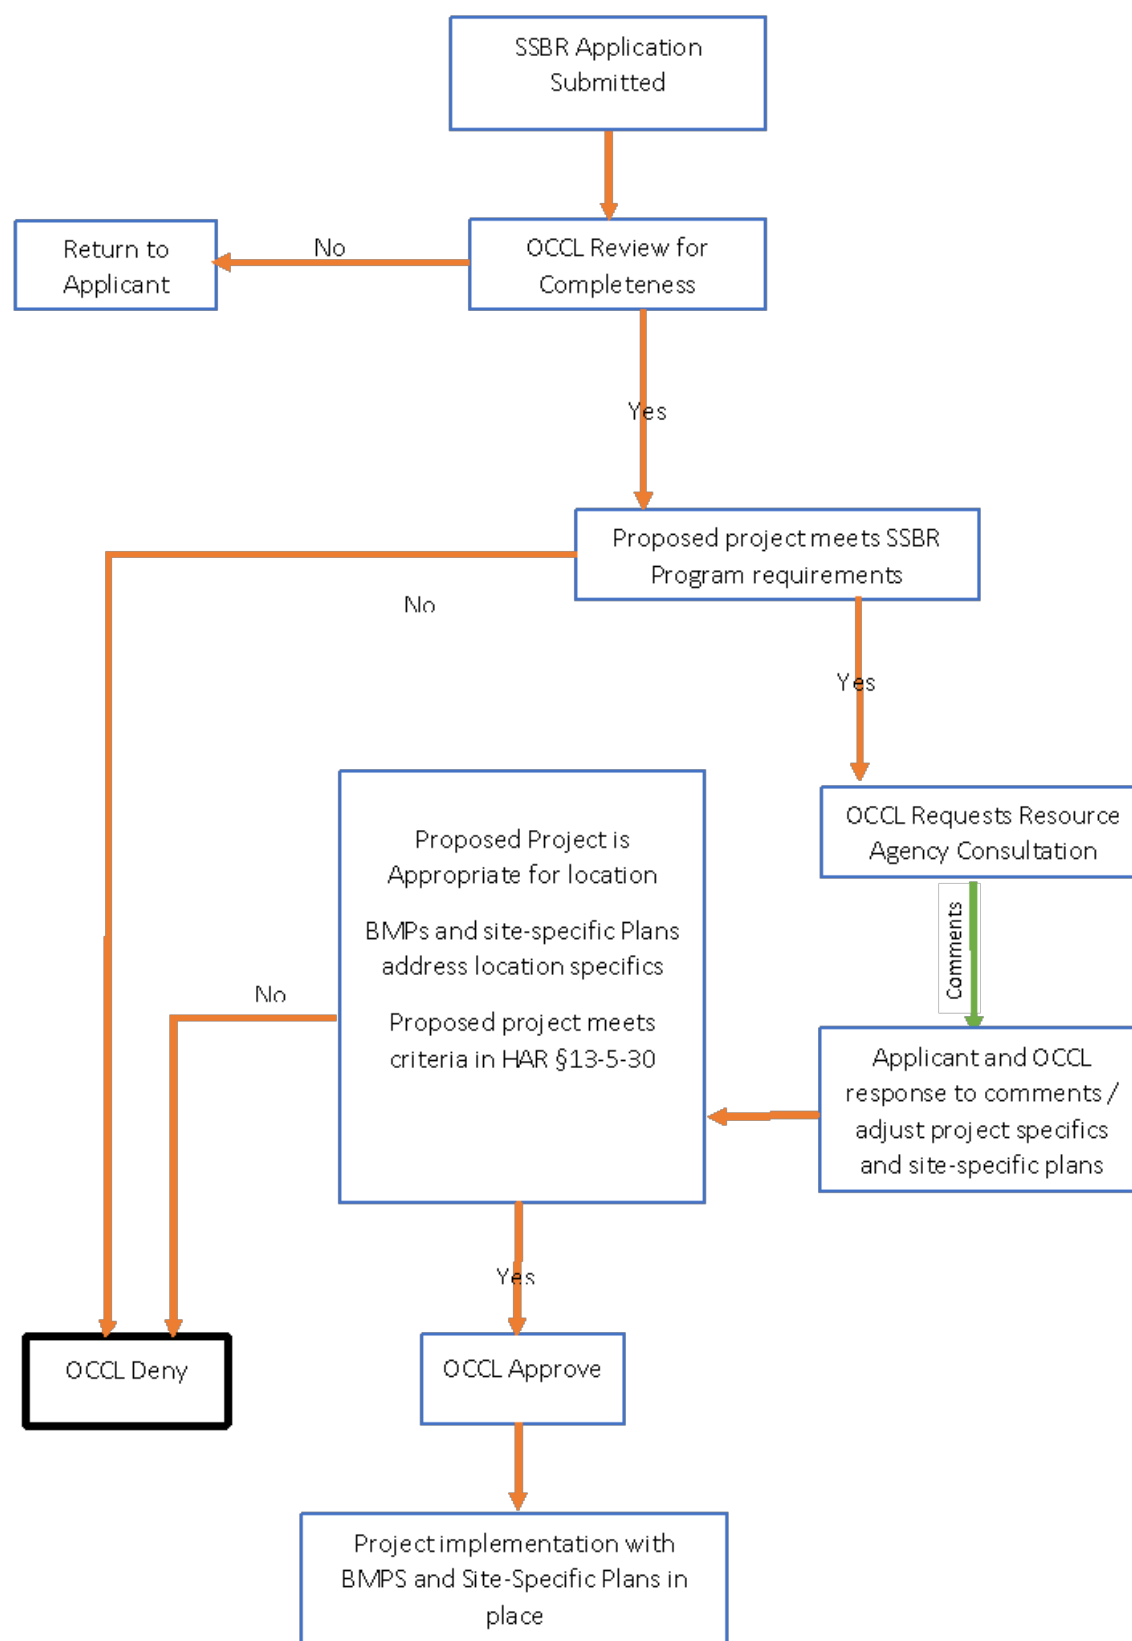 SSBR Application
Submitted
Return to
Applicant
No
OCCL Review for
Completeness
Yes
Proposed project meets SSBR
Program requirements
No
Yes
OCCL Requests Resource
Agency Consultation
Comments
Proposed Project is
Appropriate for location
BMPs and site-specific Plans
address location specifics
Proposed project meets
criteria in HAR §13-5-30
No
Applicant and OCCL
response to comments /
adjust project specifics
and site-specific plans
Yes
OCCL Deny
OCCL Approve
Project implementation with
BMPS and Site-Specific Plans in
place